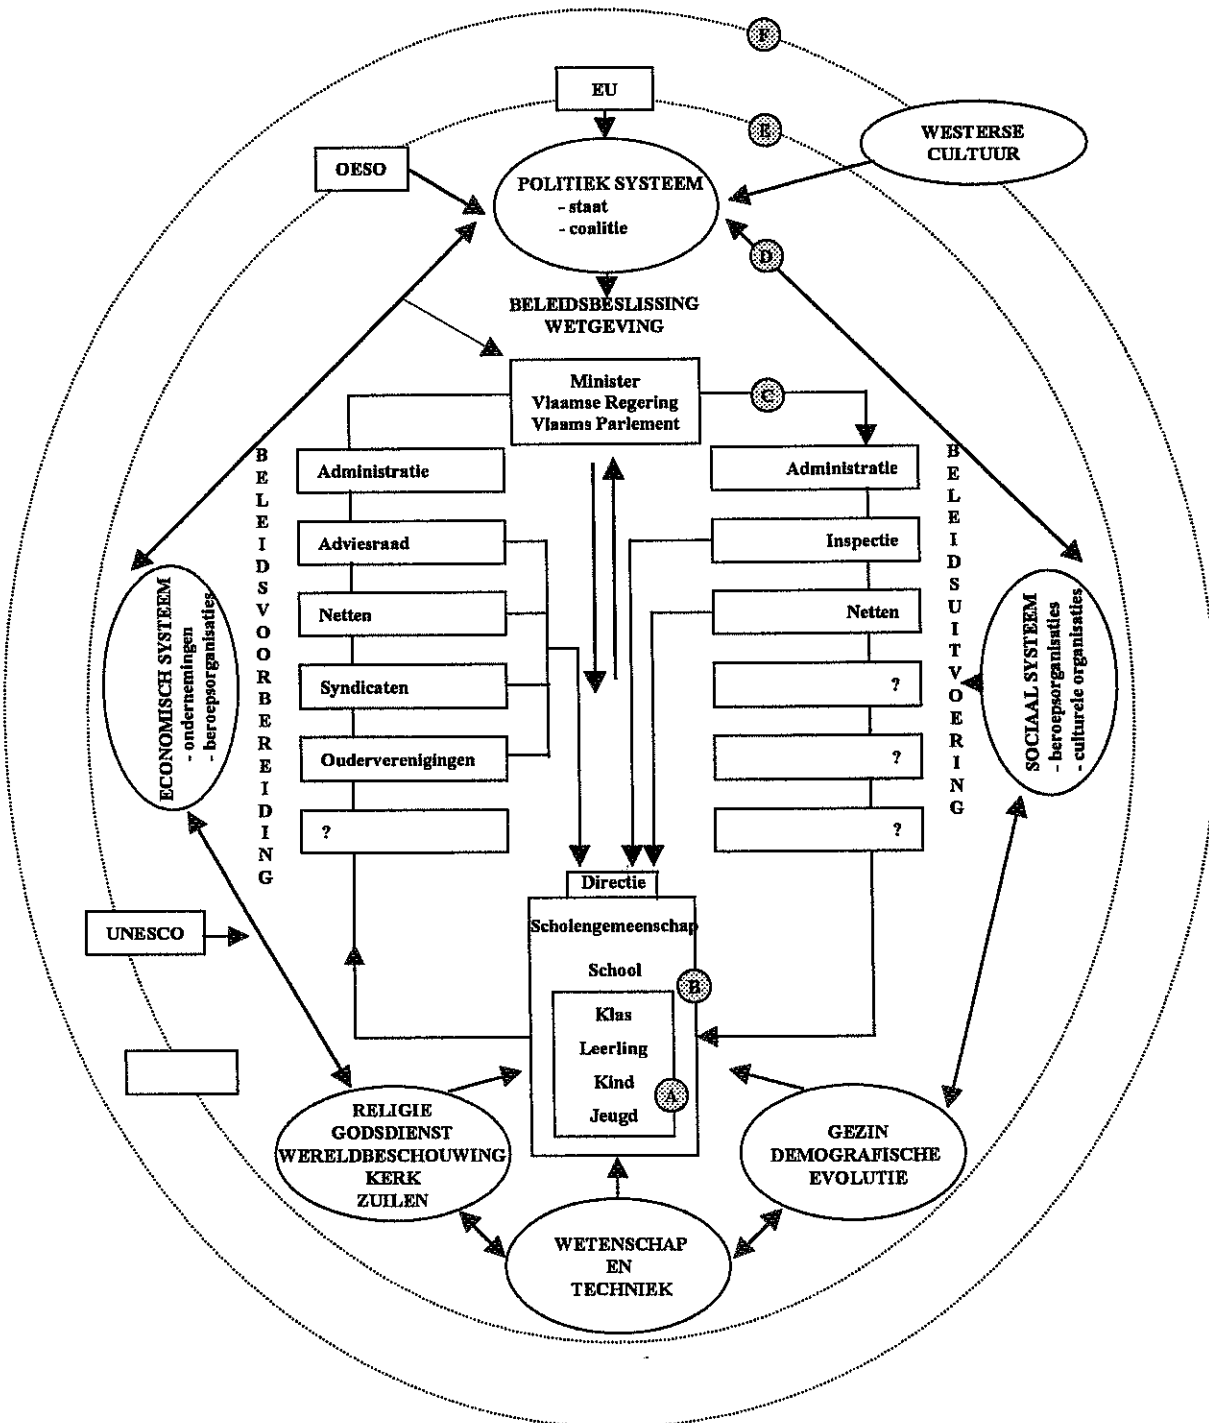 F
EU
E
WESTERSE
CULTUUR
OESO
POLITIEK SYSTEEM
- staat
- coalitie
D
BELEIDSBESLISSING
WETGEVING
Minister
Vlaamse Regering
Vlaams Parlement
C
BELEIDSVOORBEREIDING
Administratie
Adviesraad
Netten
Syndicaten
Ouderverenigingen
?
Administratie
Inspectie
Netten
?
?
?
BELEIDSUITVOERING
ECONOMISCH SYSTEEM
- ondernemingen
- beroepsorganisaties
SOCIAAL SYSTEEM
- beroepsorganisaties
- culturele organisaties
Directie
Scholengemeenschap
School
B
Klas
Leerling
Kind
A
Jeugd
UNESCO
RELIGIE
GODSDIENST
WERELDBESCHOUWING
KERK
ZUILEN
GEZIN
DEMOGRAFISCHE
EVOLUTIE
WETENSCHAP
EN
TECHNIEK